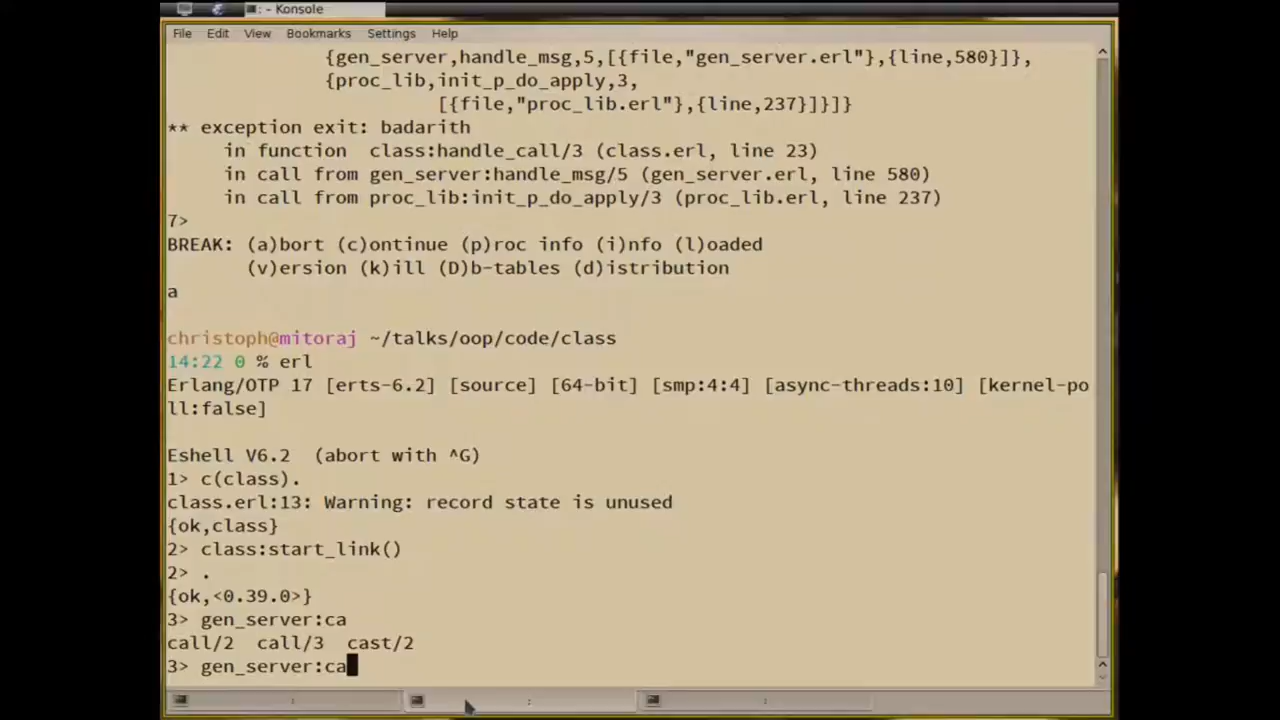 : - Konsole
File Edit View Bookmarks Settings Help
{gen_server,handle_msg,5,[{file,"gen_server.erl"},{line,580}]},
{proc_lib,init_p_do_apply,3,
[{file,"proc_lib.erl"},{line,237}]}]}
** exception exit: badarith
in function  class:handle_call/3 (class.erl, line 23)
in call from gen_server:handle_msg/5 (gen_server.erl, line 580)
in call from proc_lib:init_p_do_apply/3 (proc_lib.erl, line 237)
7>
BREAK: (a)bort (c)ontinue (p)roc info (i)nfo (l)oaded
(v)ersion (k)ill (D)b-tables (d)istribution
a
christoph@mitoraj ~/talks/oop/code/class
14:22 0 % erl
Erlang/OTP 17 [erts-6.2] [source] [64-bit] [smp:4:4] [async-threads:10] [kernel-po
ll:false]
Eshell V6.2  (abort with ^G)
1> c(class).
class.erl:13: Warning: record state is unused
{ok,class}
2> class:start_link()
2> .
{ok,<0.39.0>}
3> gen_server:ca
call/2  call/3  cast/2
3> gen_server:ca
: : :